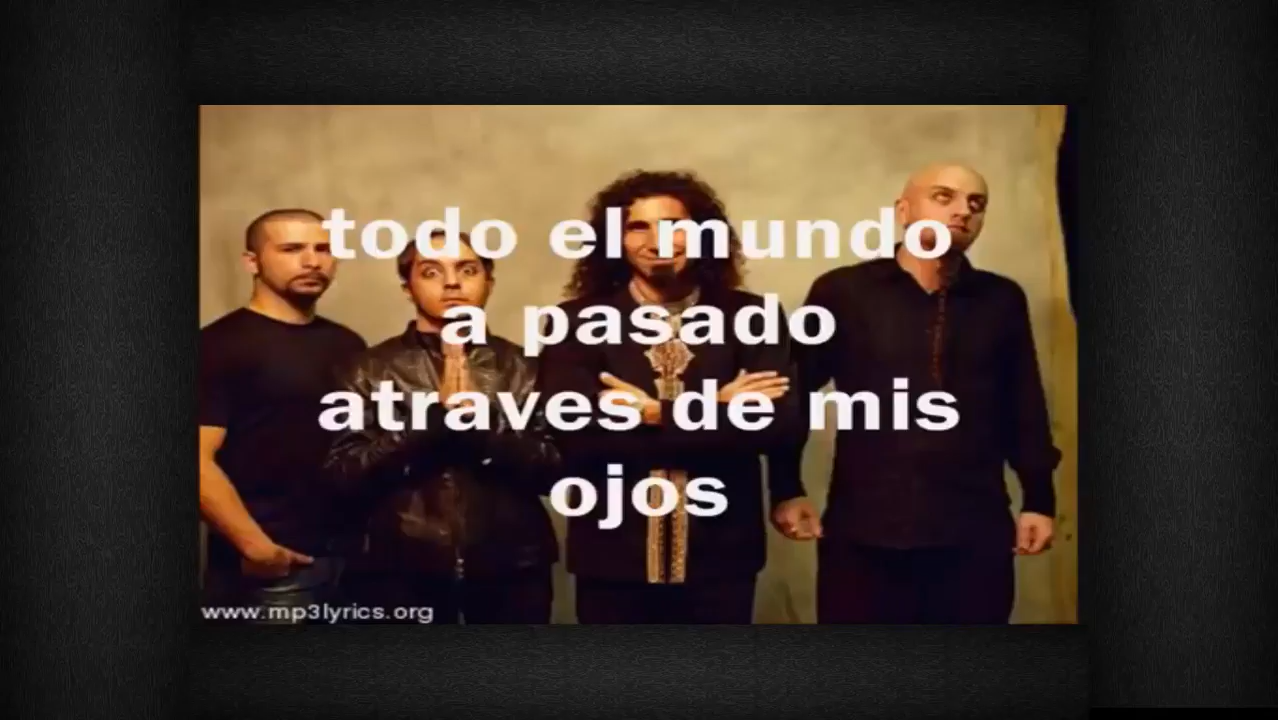 todo el mundo
a pasado
atraves de mis
ojos
www.mp3lyrics.org